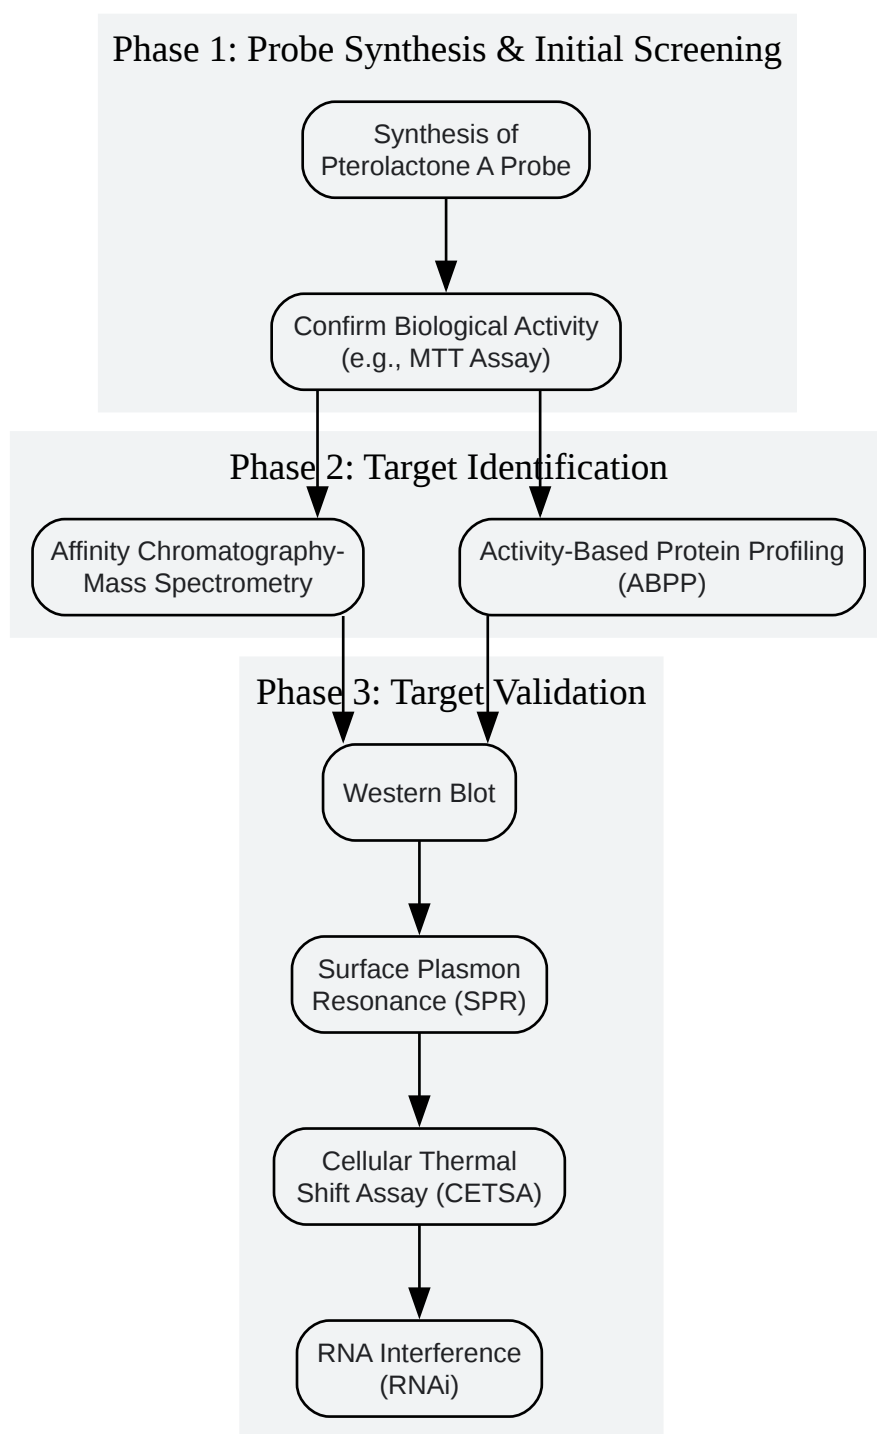 Phase 1: Probe Synthesis & Initial Screening
Synthesis of
Pterolactone A Probe
Confirm Biological Activity
(e.g., MTT Assay)
Phase 2: Target Identification
Affinity Chromatography-
Mass Spectrometry
Activity-Based Protein Profiling
(ABPP)
Phase 3: Target Validation
Western Blot
Surface Plasmon
Resonance (SPR)
Cellular Thermal
Shift Assay (CETSA)
RNA Interference
(RNAi)